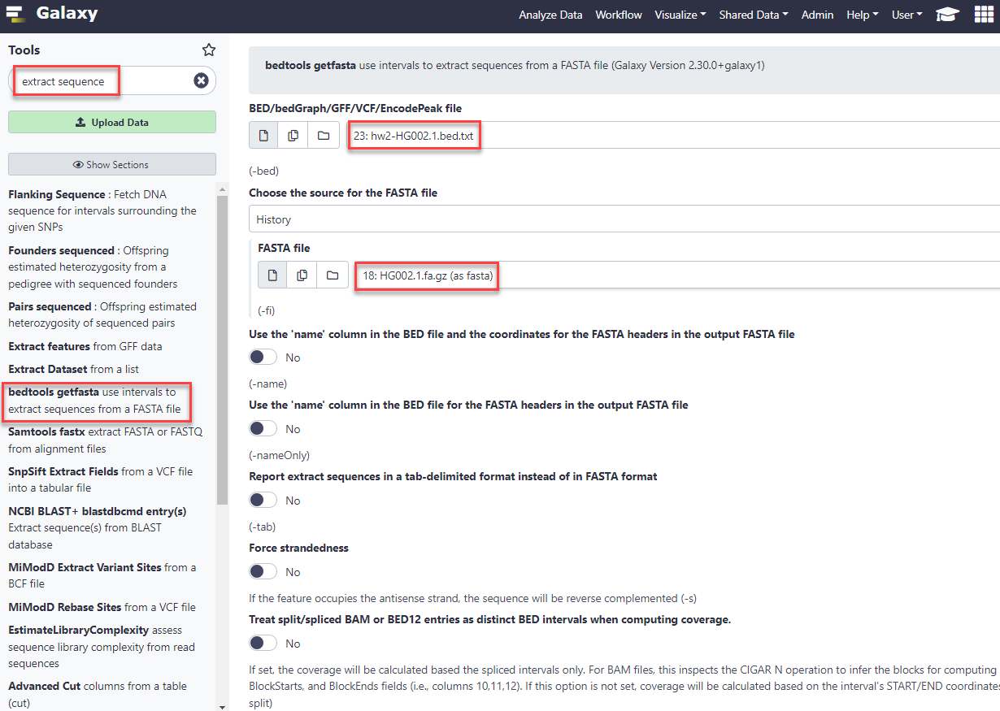 Galaxy
Analyze Data Workflow Visualize Shared Data Admin Help User
Tools
extract sequence
Upload Data
Show Sections
Flanking Sequence : Fetch DNA
sequence for intervals surrounding the
given SNPs
Founders sequenced : Offspring
estimated heterozygosity from a
pedigree with sequenced founders
Pairs sequenced : Offspring estimated
heterozygosity of sequenced pairs
Extract features from GFF data
Extract Dataset from a list
bedtools getfasta use intervals to
extract sequences from a FASTA file
Samtools fastx extract FASTA or FASTQ
from alignment files
SnpSift Extract Fields from a VCF file
into a tabular file
NCBI BLAST+ blastdbcmd entry(s)
Extract sequence(s) from BLAST
database
MiModD Extract Variant Sites from a
BCF file
MiModD Rebase Sites from a VCF file
EstimateLibraryComplexity assess
sequence library complexity from read
sequences
Advanced Cut columns from a table
(cut)
bedtools getfasta use intervals to extract sequences from a FASTA file (Galaxy Version 2.30.0+galaxy1)
BED/bedGraph/GFF/VCF/EncodePeak file
23: hw2-HG002.1.bed.txt
(-bed)
Choose the source for the FASTA file
History
FASTA file
18: HG002.1.fa.gz (as fasta)
(-fi)
Use the 'name' column in the BED file and the coordinates for the FASTA headers in the output FASTA file
No
(-name)
Use the 'name' column in the BED file for the FASTA headers in the output FASTA file
No
(-nameOnly)
Report extract sequences in a tab-delimited format instead of in FASTA format
No
(-tab)
Force strandedness
No
If the feature occupies the antisense strand, the sequence will be reverse complemented (-s)
Treat split/spliced BAM or BED12 entries as distinct BED intervals when computing coverage.
No
If set, the coverage will be calculated based the spliced intervals only. For BAM files, this inspects the CIGAR N operation to infer the blocks for computing
BlockStarts, and BlockEnds fields (i.e., columns 10,11,12). If this option is not set, coverage will be calculated based on the interval's START/END coordinates
split)